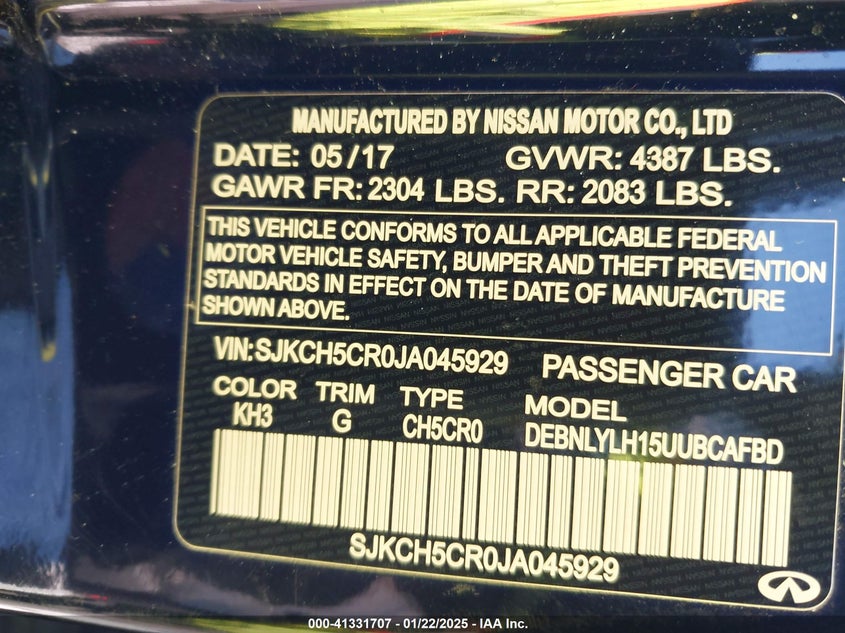 MANUFACTURED BY NISSAN MOTOR CO., LTD
DATE: 05/17 GVWR: 4387 LBS.
GAWR FR: 2304 LBS. RR: 2083 LBS.
THIS VEHICLE CONFORMS TO ALL APPLICABLE FEDERAL
MOTOR VEHICLE SAFETY, BUMPER AND THEFT PREVENTION
STANDARDS IN EFFECT ON THE DATE OF MANUFACTURE
SHOWN ABOVE.
VIN:SJKCH5CR0JA045929 PASSENGER CAR
COLOR TRIM TYPE MODEL
KH3 G CH5CR0 DEBNLYLH15UUBCAFBD
SJKCH5CR0JA045929
000-41331707 - 01/22/2025 - IAA Inc.